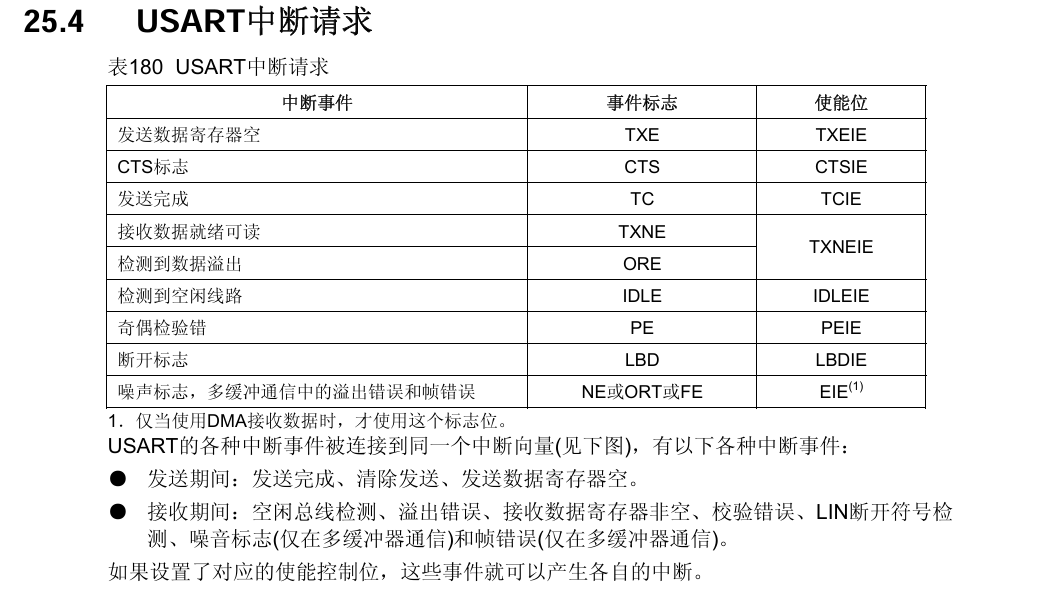 25.4 USART中断请求
表180 USART中断请求
中断事件 事件标志 使能位
发送数据寄存器空 TXE TXEIE
CTS标志 CTS CTSIE
发送完成 TC TCIE
接收数据就绪可读 TXNE TXNEIE
检测到数据溢出 ORE
检测到空闲线路 IDLE IDLEIE
奇偶检验错 PE PEIE
断开标志 LBD LBDIE
噪声标志，多缓冲通信中的溢出错误和帧错误 NE或ORT或FE EIE(1)
1. 仅当使用DMA接收数据时，才使用这个标志位。
USART的各种中断事件被连接到同一个中断向量(见下图)，有以下各种中断事件：
● 发送期间：发送完成、清除发送、发送数据寄存器空。
● 接收期间：空闲总线检测、溢出错误、接收数据寄存器非空、校验错误、LIN断开符号检
测、噪音标志(仅在多缓冲器通信)和帧错误(仅在多缓冲器通信)。
如果设置了对应的使能控制位，这些事件就可以产生各自的中断。